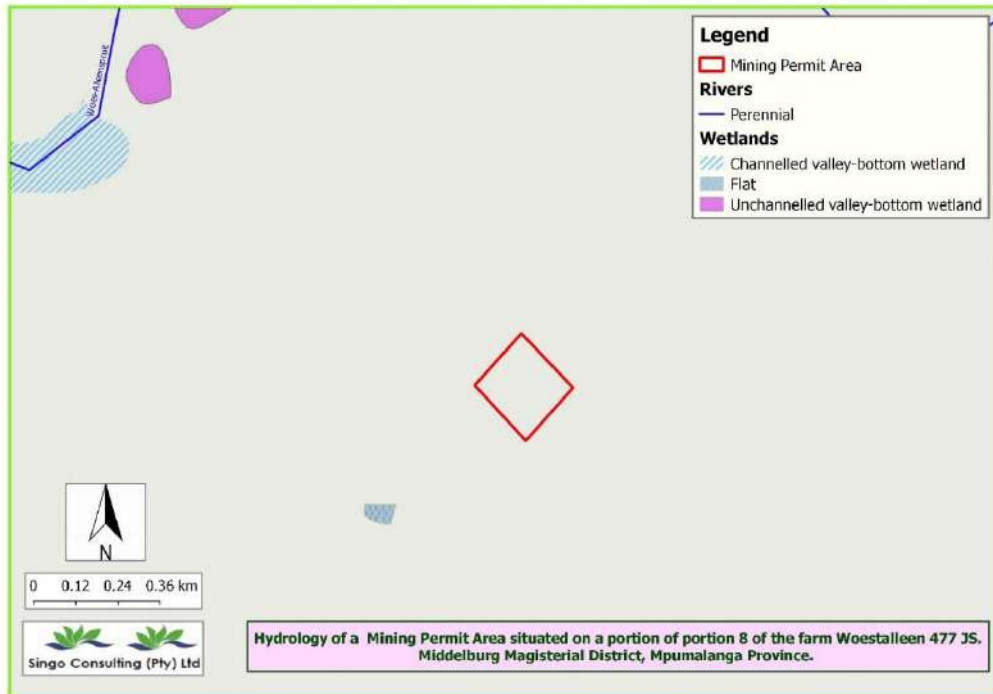 Woes-Alleenspruit
Legend
Mining Permit Area
Rivers
Perennial
Wetlands
Channelled valley-bottom wetland
Flat
Unchannelled valley-bottom wetland
N
0 0.12 0.24 0.36 km
Singo Consulting (Pty) Ltd
Hydrology of a Mining Permit Area situated on a portion of portion 8 of the farm Woestalleen 477 JS.
Middelburg Magisterial District, Mpumalanga Province.